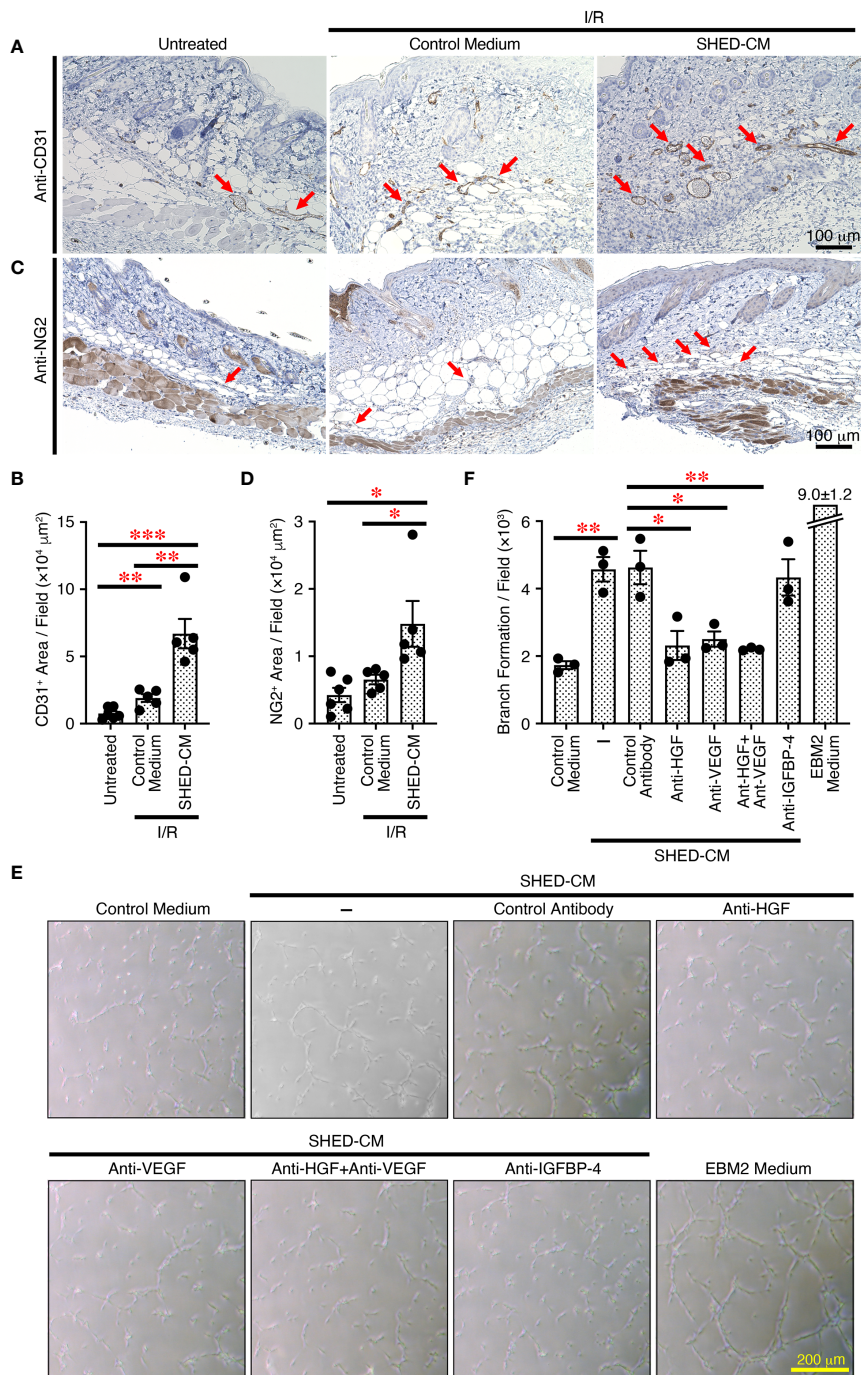 I/R
A
Untreated
Control Medium
SHED-CM
Anti-CD31
100 µm
C
Anti-NG2
100 µm
B
CD31⁺ Area / Field (×10⁴ µm²)
15
10
5
0
***
**
**
Untreated
Control
Medium
SHED-CM
I/R
D
NG2⁺ Area / Field (×10⁴ µm²)
3
2
1
0
*
*
Untreated
Control
Medium
SHED-CM
I/R
F
Branch Formation / Field (×10³)
6
4
2
0
**
**
*
*
9.0±1.2
Control
Medium
–
Control
Antibody
Anti-HGF
Anti-VEGF
Ant-HGF+
Ant-VEGF
Anti-IGFBP-4
EBM2
Medium
SHED-CM
E
SHED-CM
Control Medium
–
Control Antibody
Anti-HGF
SHED-CM
Anti-VEGF
Anti-HGF+Anti-VEGF
Anti-IGFBP-4
EBM2 Medium
200 µm